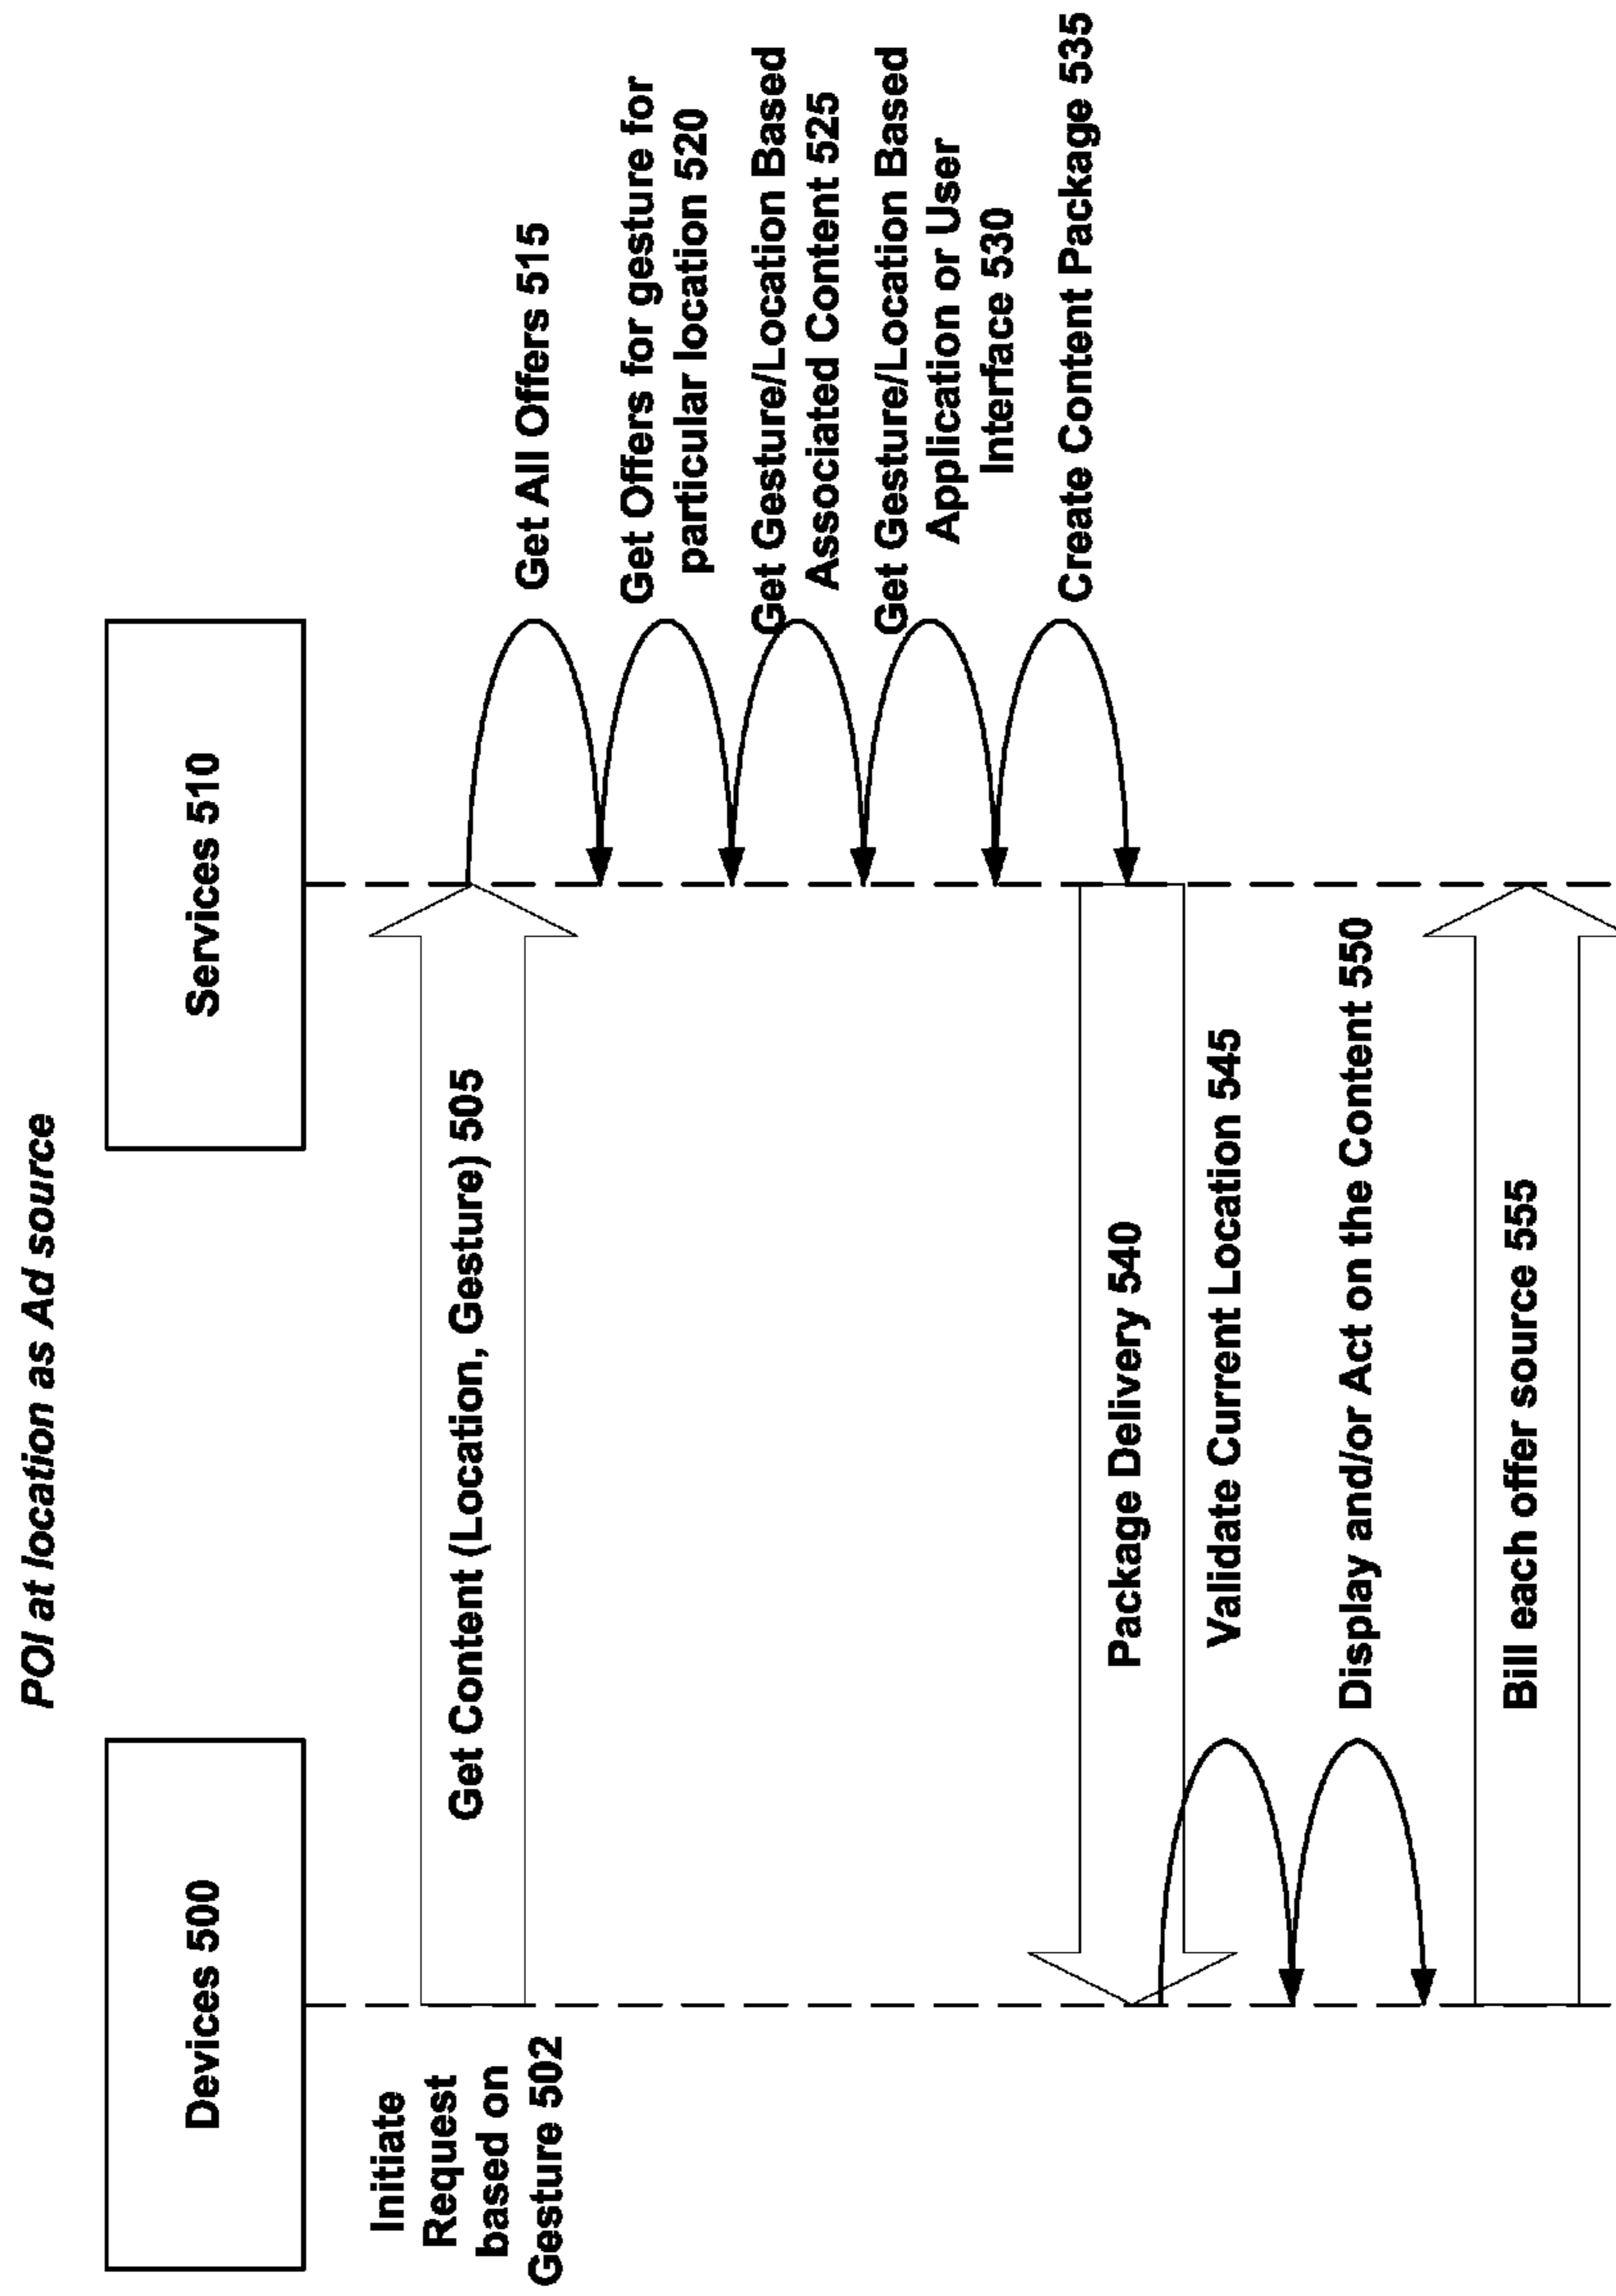 POI at location as Ad source
Devices 500
Services 510
Initiate
Request
based on
Gesture 502
Get Content (Location, Gesture) 505
Get All Offers 515
Get Offers for gesture for
particular location 520
Get Gesture/Location Based
Associated Content 525
Get Gesture/Location Based
Application or User
Interface 530
Create Content Package 535
Package Delivery 540
Validate Current Location 545
Display and/or Act on the Content 550
Bill each offer source 555